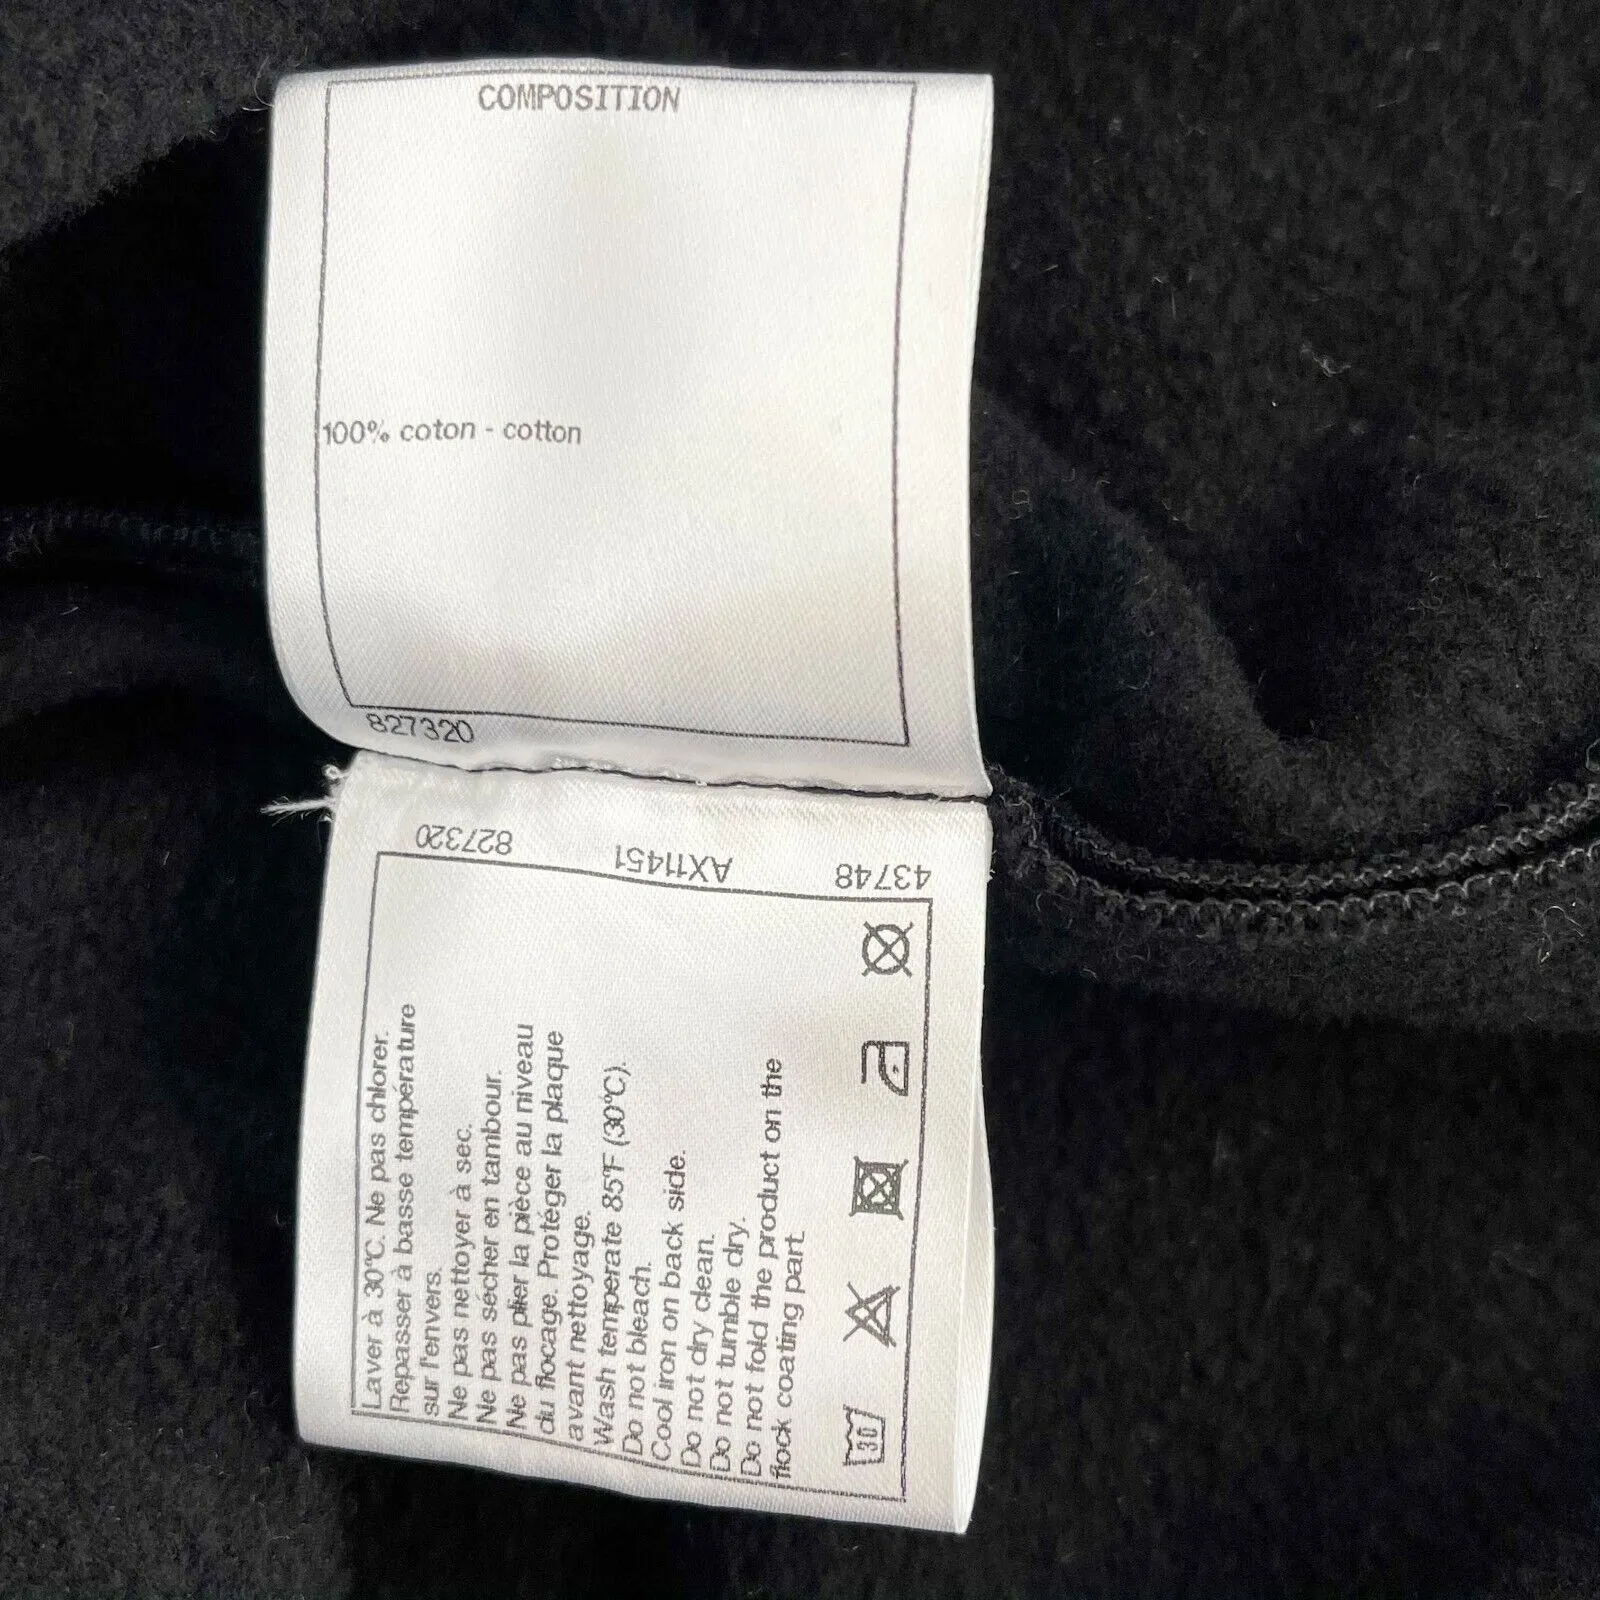 COMPOSITION
100% coton - cotton
827320
827320
AX11451
43748
Laver à 30°C. Ne pas chlorer.
Repasser à basse température
sur l'envers.
Ne pas nettoyer à sec.
Ne pas sécher en tambour.
Ne pas plier la pièce au niveau
du flocage. Protéger la plaque
avant nettoyage.
Wash temperate 85°F (30°C).
Do not bleach.
Cool iron on back side.
Do not dry clean.
Do not tumble dry.
Do not fold the product on the
flock coating part.
30